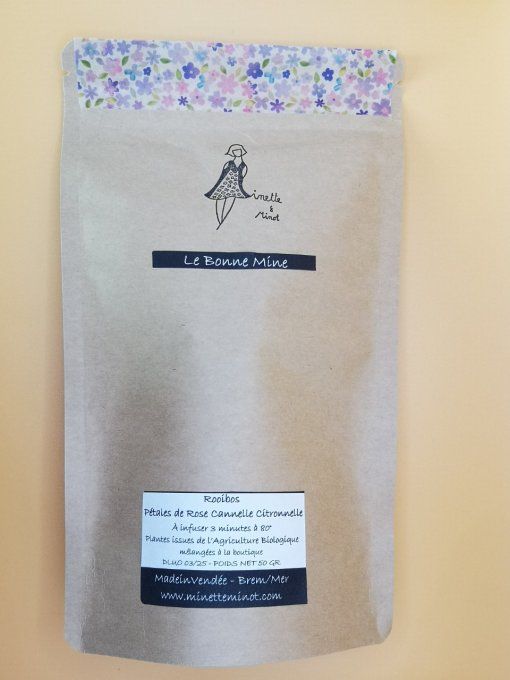 inette
&
Minot
Le Bonne Mine
Rooibos
Pétales de Rose Cannelle Citronnelle
A infuser 3 minutes à 80°
Plantes issues de l'Agriculture Biologique
mélangées à la boutique
DLUO 03/25 - POIDS NET 50 GR
MadeinVendée - Brem/Mer
www.minetteminot.com